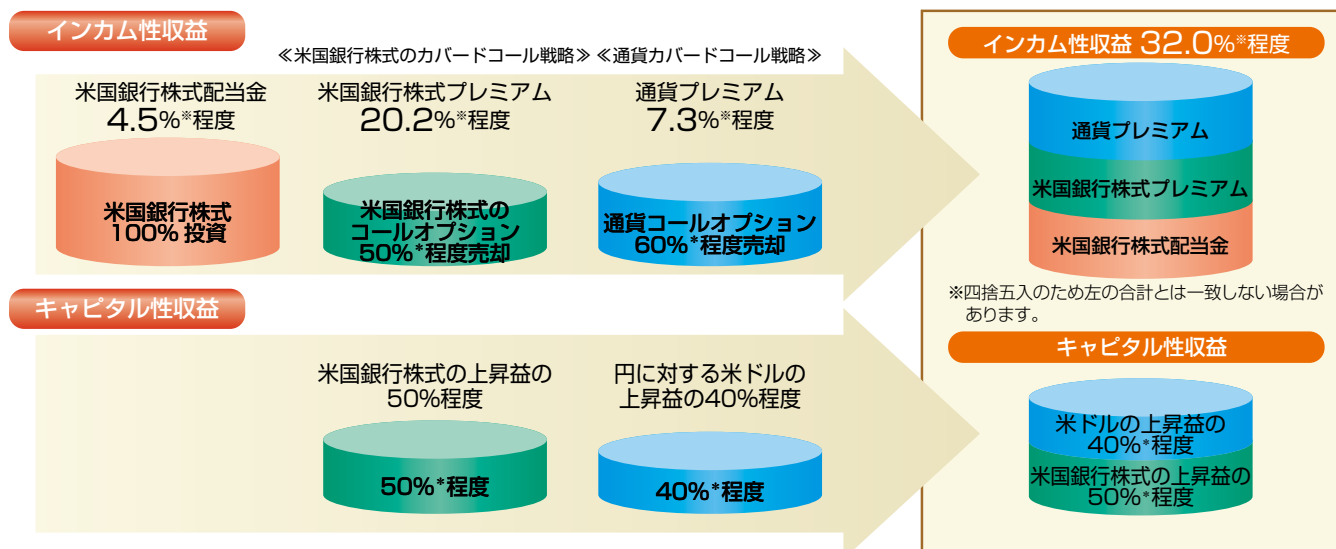 インカム性収益
≪米国銀行株式のカバードコール戦略≫
≪通貨カバードコール戦略≫
米国銀行株式配当金
4.5%※程度
米国銀行株式プレミアム
20.2%※程度
通貨プレミアム
7.3%※程度
米国銀行株式
100% 投資
米国銀行株式の
コールオプション
50%*程度売却
通貨コールオプション
60%*程度売却
キャピタル性収益
米国銀行株式の上昇益の
50%程度
円に対する米ドルの
上昇益の40%程度
50%*程度
40%*程度
インカム性収益 32.0%※程度
通貨プレミアム
米国銀行株式プレミアム
米国銀行株式配当金
※四捨五入のため左の合計とは一致しない場合が
あります。
キャピタル性収益
米ドルの上昇益の
40%*程度
米国銀行株式の上昇益の
50%*程度